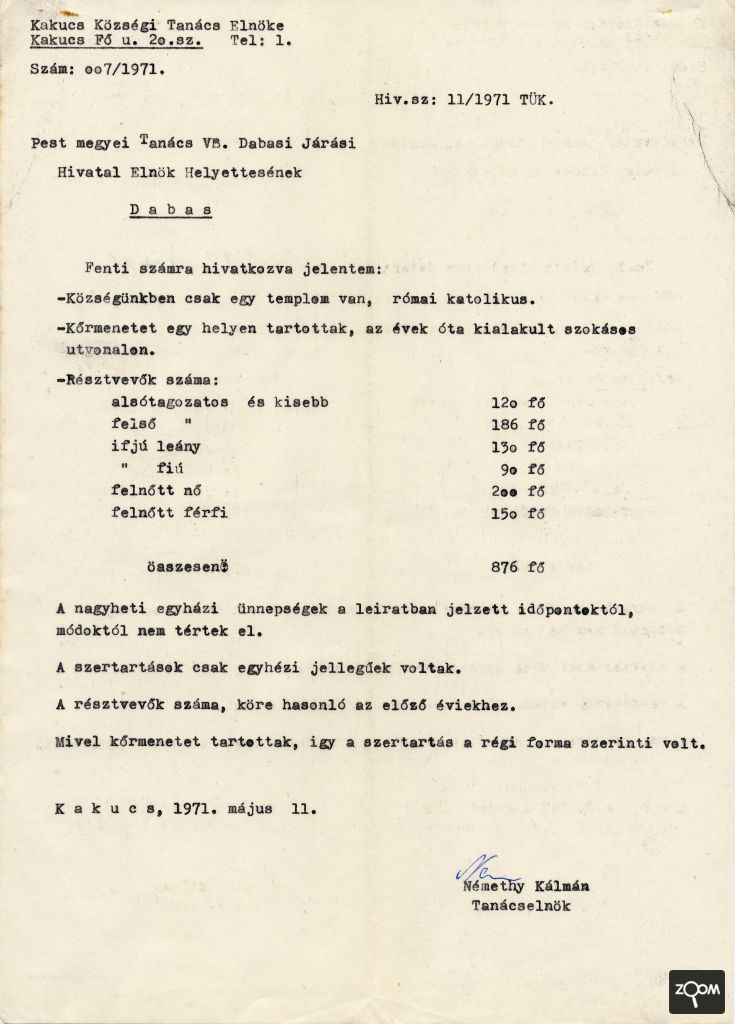 Kakucs Községi Tanács Elnöke
Kakucs Fő u. 2o.sz. Tel: 1.
Szám: oo7/1971.
Hiv.sz: 11/1971 TÜK.
Pest megyei Tanács VB. Dabasi Járási
Hivatal Elnök Helyettesének
D a b a s
Fenti számra hivatkozva jelentem:
-Községünkben csak egy templom van, római katolikus.
-Kőrmenetet egy helyen tartottak, az évek óta kialakult szokásos
utvonalon.
-Résztvevők száma:
alsótagozatos és kisebb 12o fő
felső " 186 fő
ifjú leány 13o fő
" fiú 9o fő
felnőtt nő 2oo fő
felnőtt férfi 15o fő
öaszesenő 876 fő
A nagyheti egyházi ünnepségek a leiratban jelzett időpontoktól,
módoktól nem tértek el.
A szertartások csak egyhézi jellegűek voltak.
A résztvevők száma, köre hasonló az előző éviekhez.
Mivel kőrmenetet tartottak, igy a szertartás a régi forma szerinti volt.
K a k u c s, 1971. május 11.
Némethy Kálmán
Tanácselnök
ZOOM